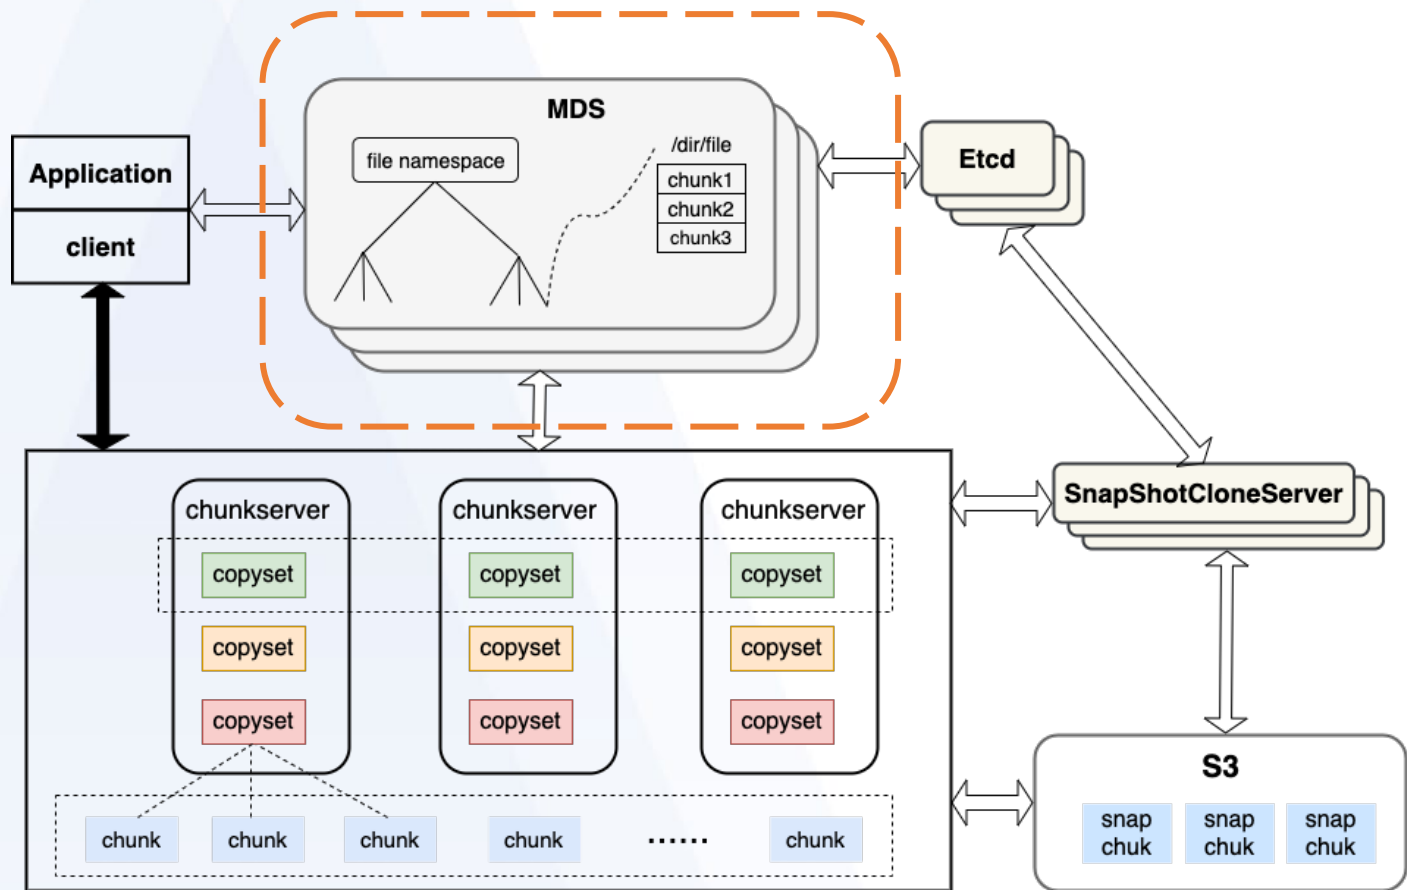 MDS
file namespace
/dir/file
chunk1
chunk2
chunk3
Etcd
Application
client
chunkserver
chunkserver
chunkserver
copyset
copyset
copyset
copyset
copyset
copyset
copyset
copyset
copyset
chunk
chunk
chunk
chunk
......
chunk
SnapShotCloneServer
S3
snap
chuk
snap
chuk
snap
chuk